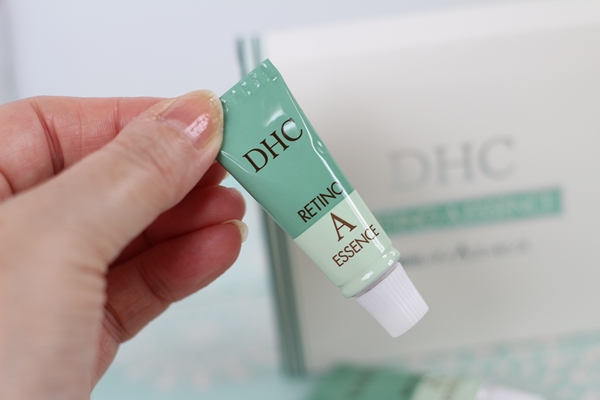 DHC
RETINO
A
ESSENCE
DHC